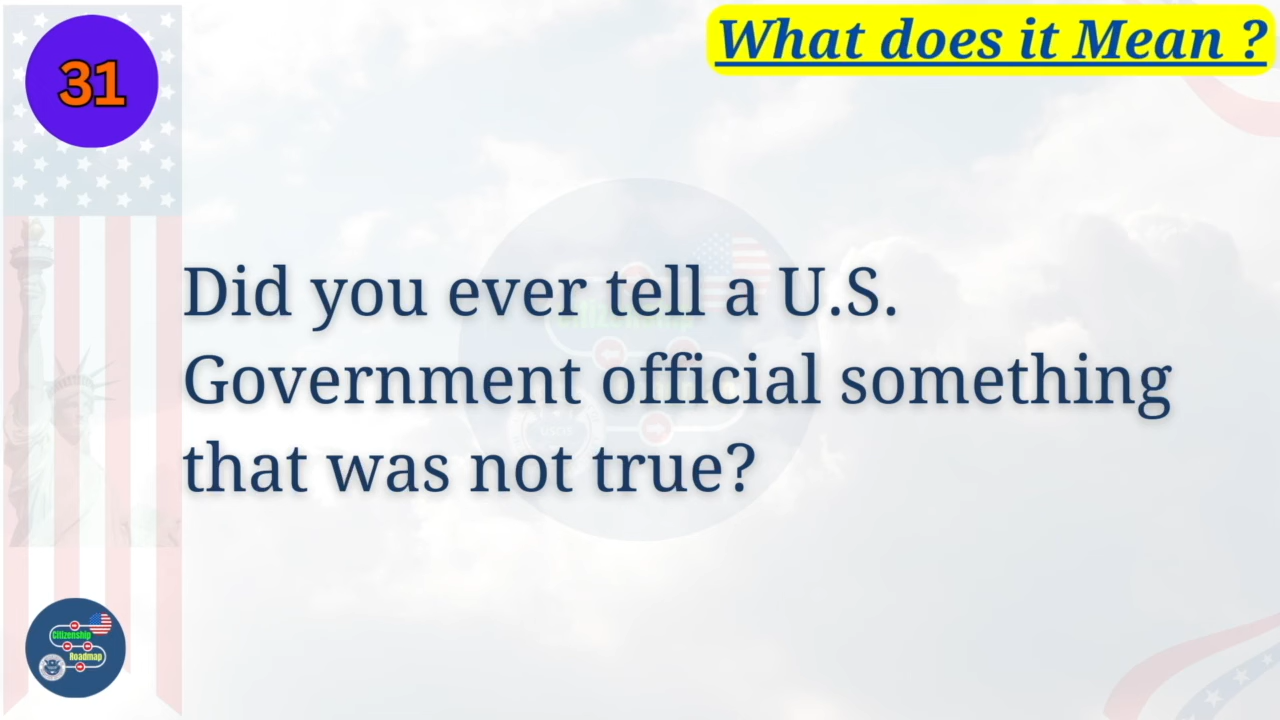 31
What does it Mean ?
Did you ever tell a U.S.
Government official something
that was not true?
Citizenship
Roadmap